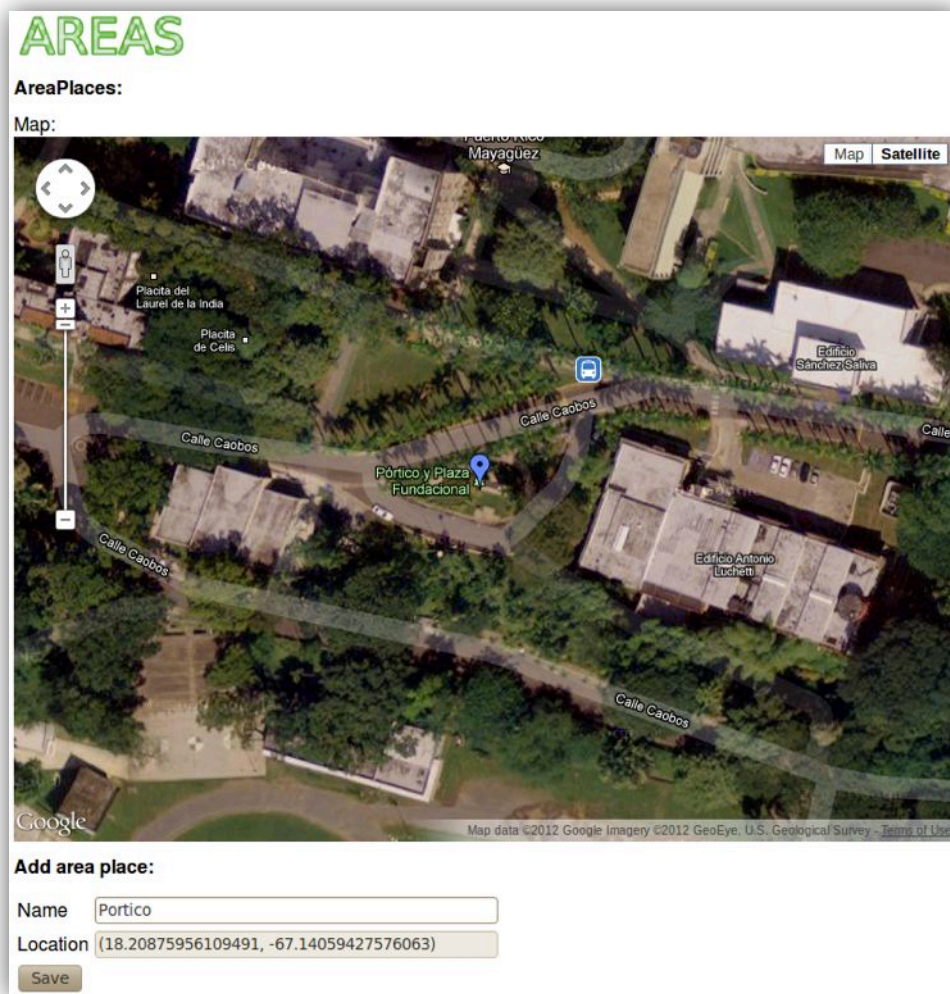 AREAS
AreaPlaces:
Map:
Puerto Rico
Mayagüez
Map
Satellite
Placita del
Laurel de la India
Placita
de Celis
Edificio
Sánchez Saliva
Calle Caobos
Calle
Calle Caobos
Pórtico y Plaza
Fundacional
Calle Caobos
Edificio Antonio
Luchetti
Calle Caobos
Google
Map data ©2012 Google Imagery ©2012 GeoEye, U.S. Geological Survey - Terms of Use
Add area place:
Name Portico
Location (18.20875956109491, -67.14059427576063)
Save